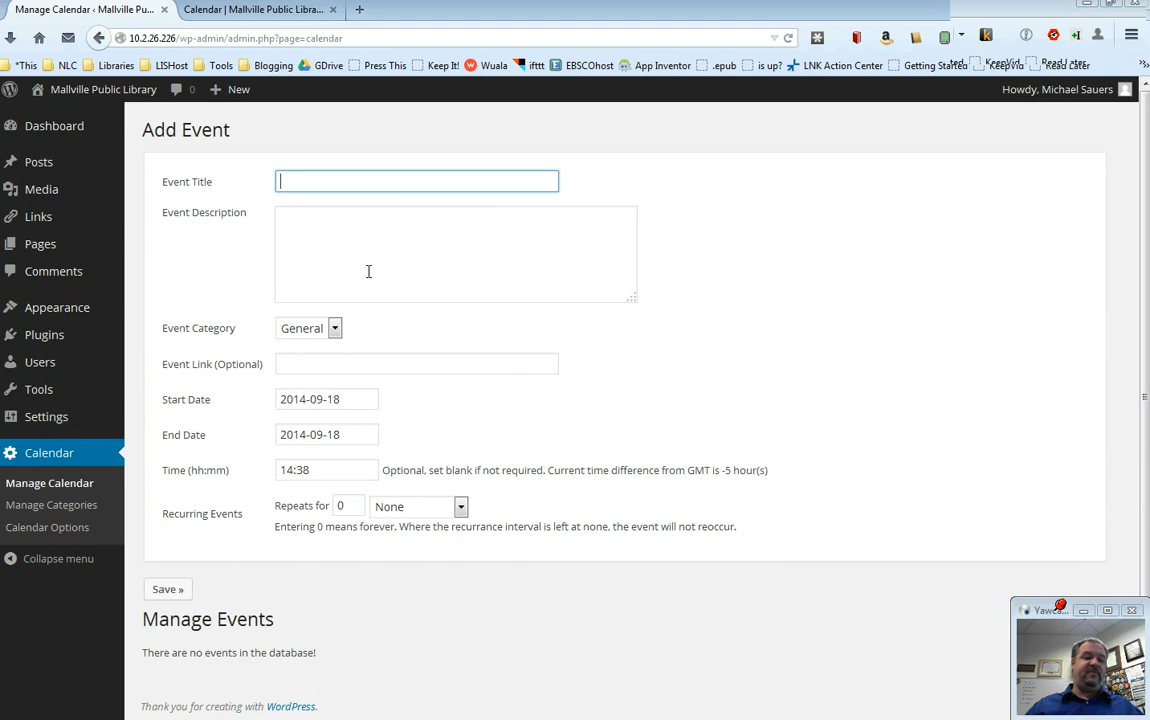 Manage Calendar ‹ Mallville Pu... × Calendar | Mallville Public Libra... × +
10.2.26.226/wp-admin/admin.php?page=calendar
*This NLC Libraries LISHost Tools Blogging GDrive Press This Keep It! Wuala ifttt EBSCOhost App Inventor .epub is up? LNK Action Center Getting Started KeepVid Read Later »
Mallville Public Library 0 + New Howdy, Michael Sauers
Dashboard
Posts
Media
Links
Pages
Comments
Appearance
Plugins
Users
Tools
Settings
Calendar
Manage Calendar
Manage Categories
Calendar Options
Collapse menu
Add Event
Event Title
Event Description
Event Category General
Event Link (Optional)
Start Date 2014-09-18
End Date 2014-09-18
Time (hh:mm) 14:38 Optional, set blank if not required. Current time difference from GMT is -5 hour(s)
Recurring Events Repeats for 0 None
Entering 0 means forever. Where the recurrance interval is left at none, the event will not reoccur.
Save »
Manage Events
There are no events in the database!
Thank you for creating with WordPress.